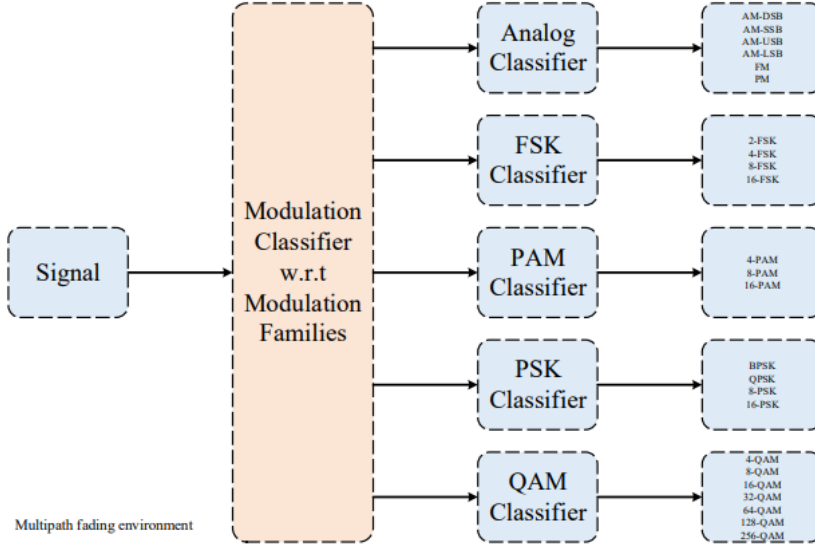 Signal
Modulation
Classifier
w.r.t
Modulation
Families
Analog
Classifier
AM-DSB
AM-SSB
AM-USB
AM-LSB
FM
PM
FSK
Classifier
2-FSK
4-FSK
8-FSK
16-FSK
PAM
Classifier
4-PAM
8-PAM
16-PAM
PSK
Classifier
BPSK
QPSK
8-PSK
16-PSK
QAM
Classifier
4-QAM
8-QAM
16-QAM
32-QAM
64-QAM
128-QAM
256-QAM
Multipath fading environment